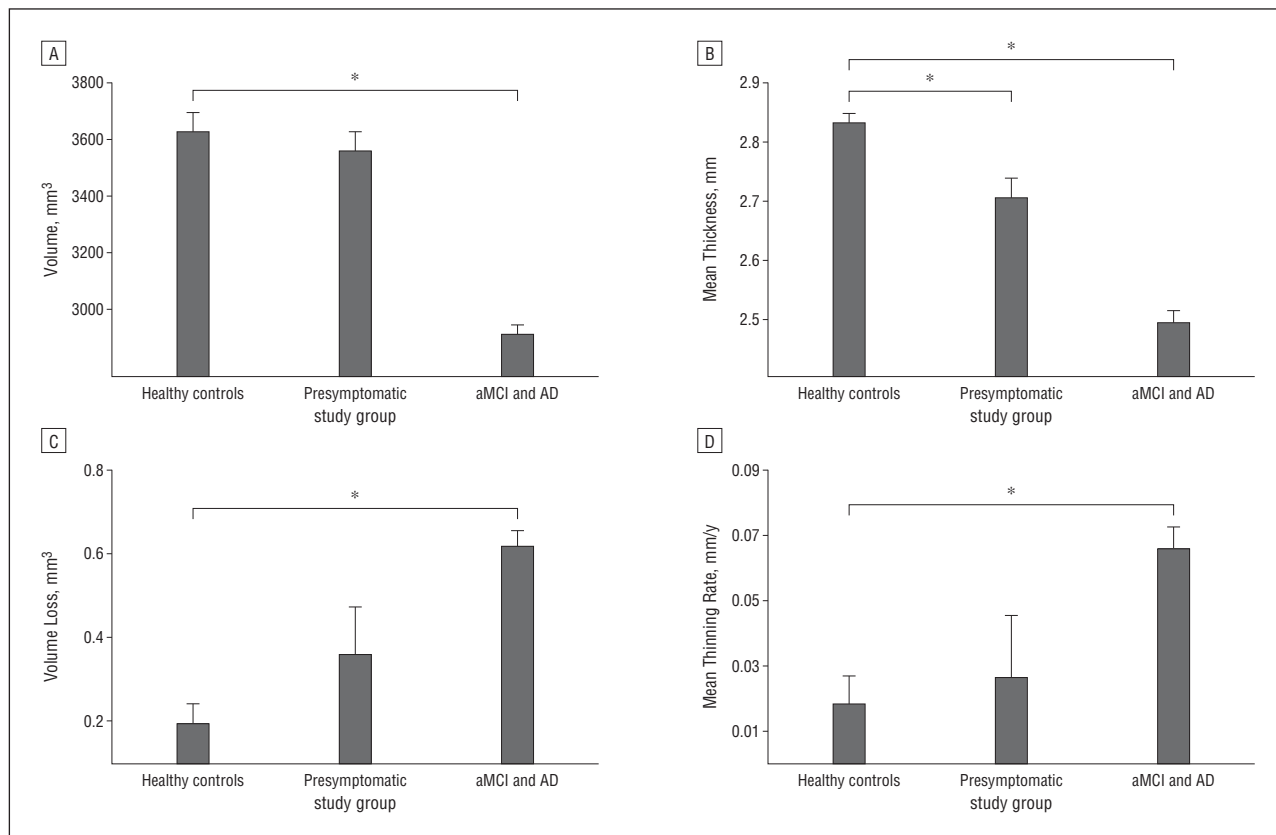 A
3800
3600
3400
3200
3000
Volume, mm³
*
Healthy controls
Presymptomatic
aMCI and AD
study group
B
2.9
2.8
2.7
2.6
2.5
Mean Thickness, mm
*
*
Healthy controls
Presymptomatic
aMCI and AD
study group
C
0.8
0.6
0.4
0.2
Volume Loss, mm³
*
Healthy controls
Presymptomatic
aMCI and AD
study group
D
0.09
0.07
0.05
0.03
0.01
Mean Thinning Rate, mm/y
*
Healthy controls
Presymptomatic
aMCI and AD
study group